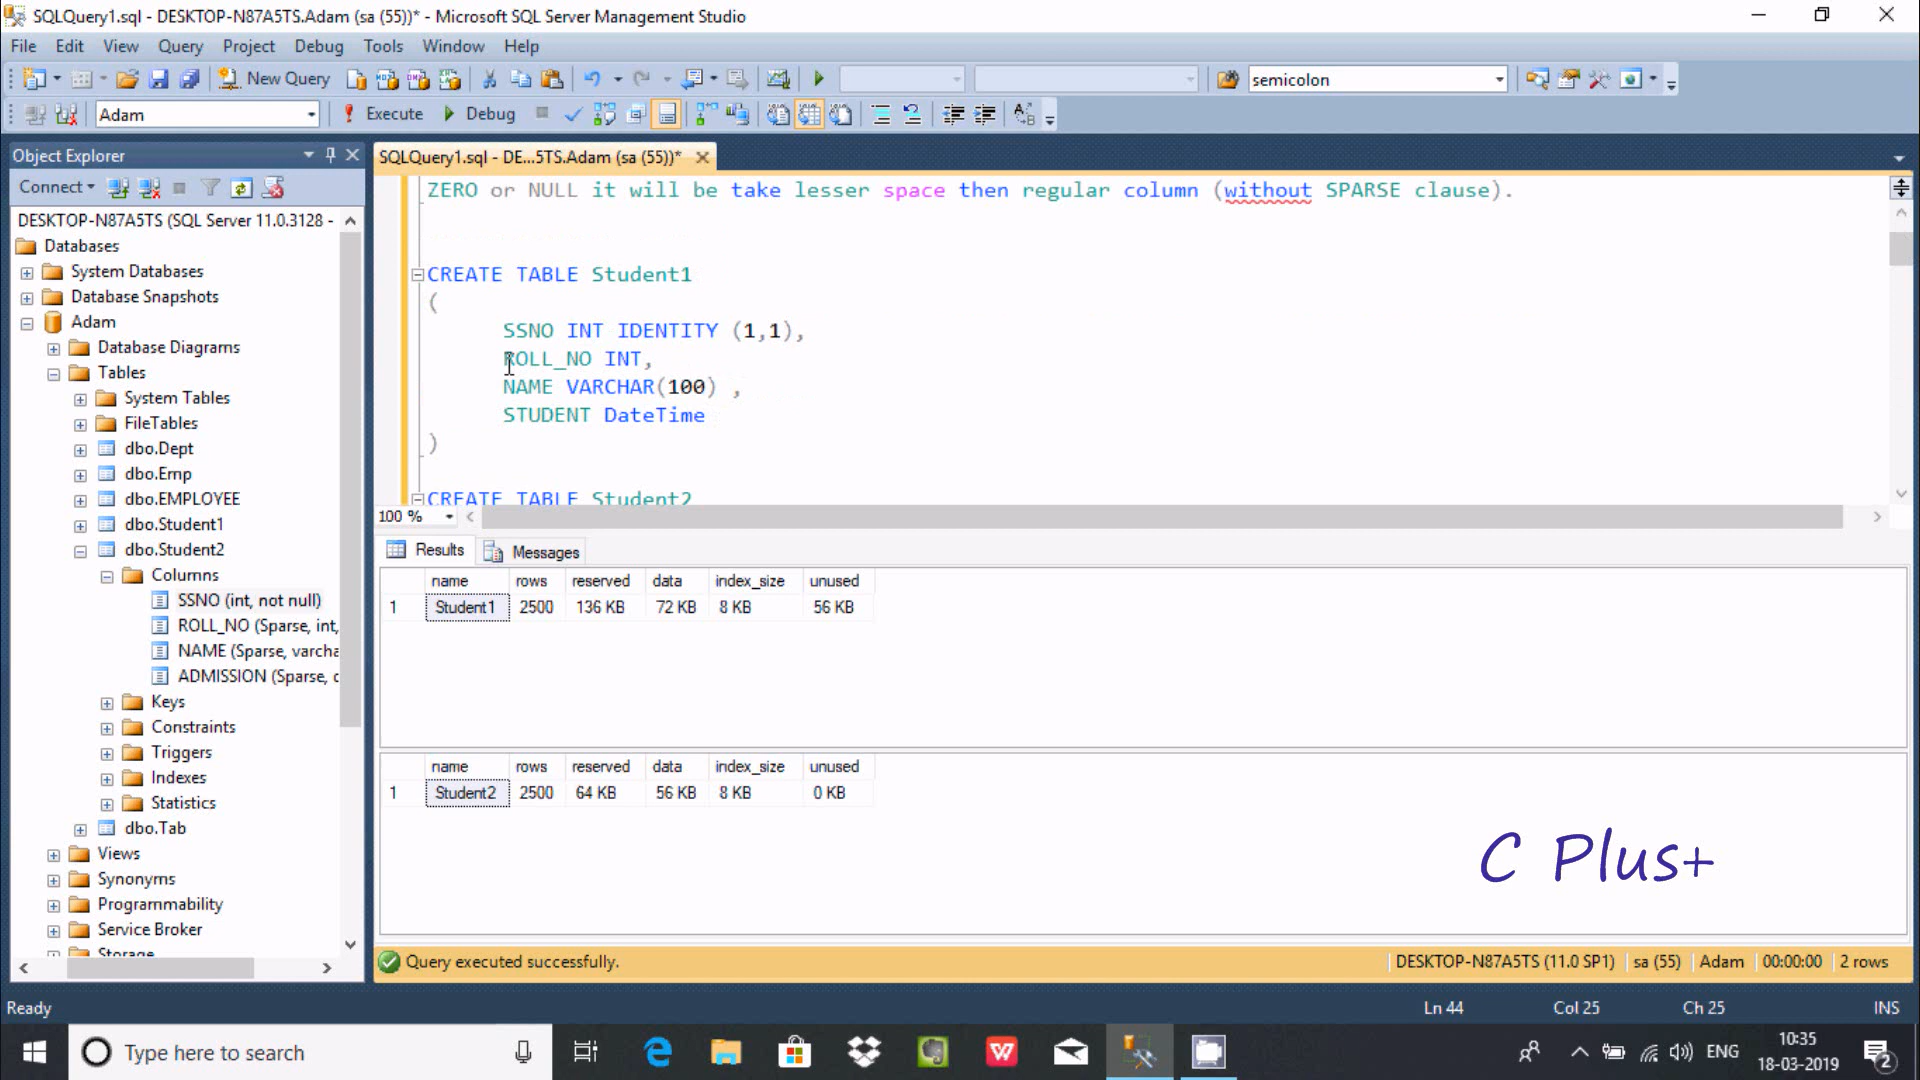 SQLQuery1.sql - DESKTOP-N87A5TS.Adam (sa (55))* - Microsoft SQL Server Management Studio
File Edit View Query Project Debug Tools Window Help
New Query semicolon
Adam Execute Debug
Object Explorer
Connect
DESKTOP-N87A5TS (SQL Server 11.0.3128 -
Databases
System Databases
Database Snapshots
Adam
Database Diagrams
Tables
System Tables
FileTables
dbo.Dept
dbo.Emp
dbo.EMPLOYEE
dbo.Student1
dbo.Student2
Columns
SSNO (int, not null)
ROLL_NO (Sparse, int,
NAME (Sparse, varcha
ADMISSION (Sparse, c
Keys
Constraints
Triggers
Indexes
Statistics
dbo.Tab
Views
Synonyms
Programmability
Service Broker
Storage
SQLQuery1.sql - DE...5TS.Adam (sa (55))*
ZERO or NULL it will be take lesser space then regular column (without SPARSE clause).
CREATE TABLE Student1
(
SSNO INT IDENTITY (1,1),
ROLL_NO INT,
NAME VARCHAR(100) ,
STUDENT DateTime
)
CREATE TABLE Student2
100 %
Results Messages
name rows reserved data index_size unused
1 Student1 2500 136 KB 72 KB 8 KB 56 KB
name rows reserved data index_size unused
1 Student2 2500 64 KB 56 KB 8 KB 0 KB
C Plus+
Query executed successfully. DESKTOP-N87A5TS (11.0 SP1) sa (55) Adam 00:00:00 2 rows
Ready Ln 44 Col 25 Ch 25 INS
Type here to search
ENG
10:35
18-03-2019
2